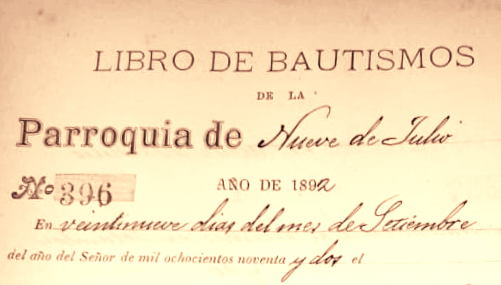 LIBRO DE BAUTISMOS
DE LA
Parroquia de Nueve de Julio
No 396
AÑO DE 1892
En veintinueve dias del mes de Setiembre
del año del Señor de mil ochocientos noventa y dos el